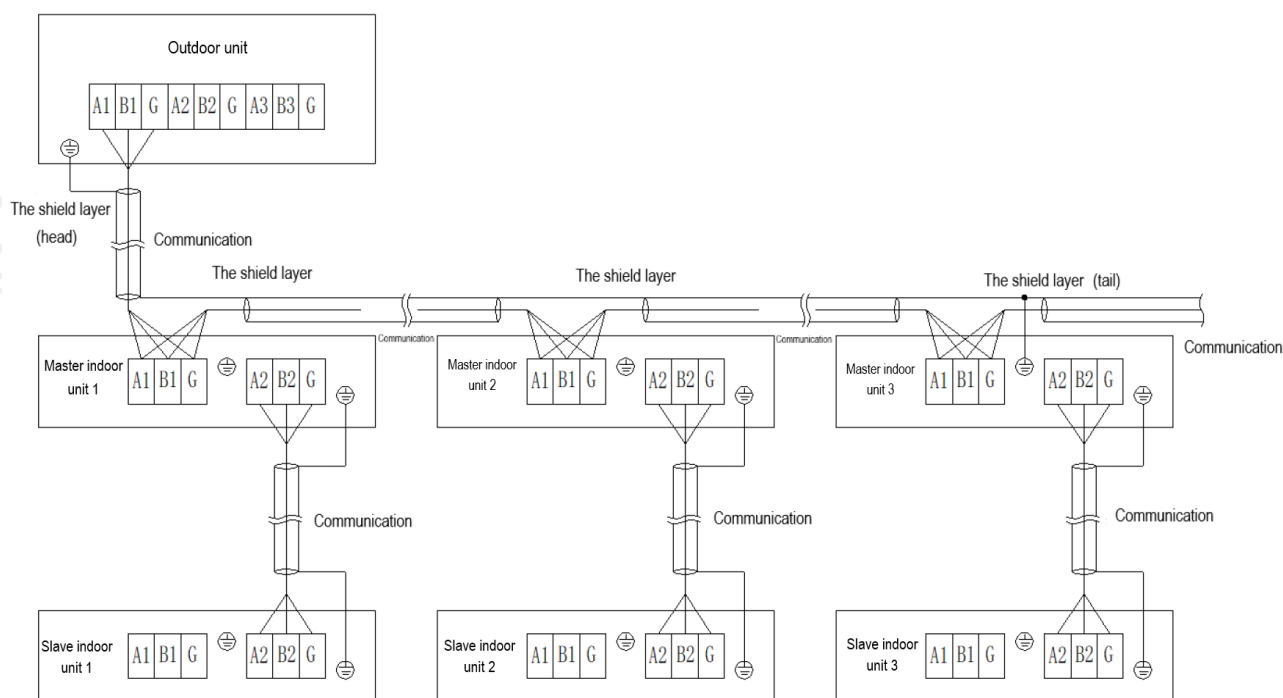 Outdoor unit
A1 B1 G A2 B2 G A3 B3 G
The shield layer
(head)
Communication
The shield layer
The shield layer
The shield layer (tail)
Communication
Communication
Communication
Master indoor
unit 1
A1 B1 G
A2 B2 G
Master indoor
unit 2
A1 B1 G
A2 B2 G
Master indoor
unit 3
A1 B1 G
A2 B2 G
Communication
Communication
Communication
Slave indoor
unit 1
A1 B1 G
A2 B2 G
Slave indoor
unit 2
A1 B1 G
A2 B2 G
Slave indoor
unit 3
A1 B1 G
A2 B2 G